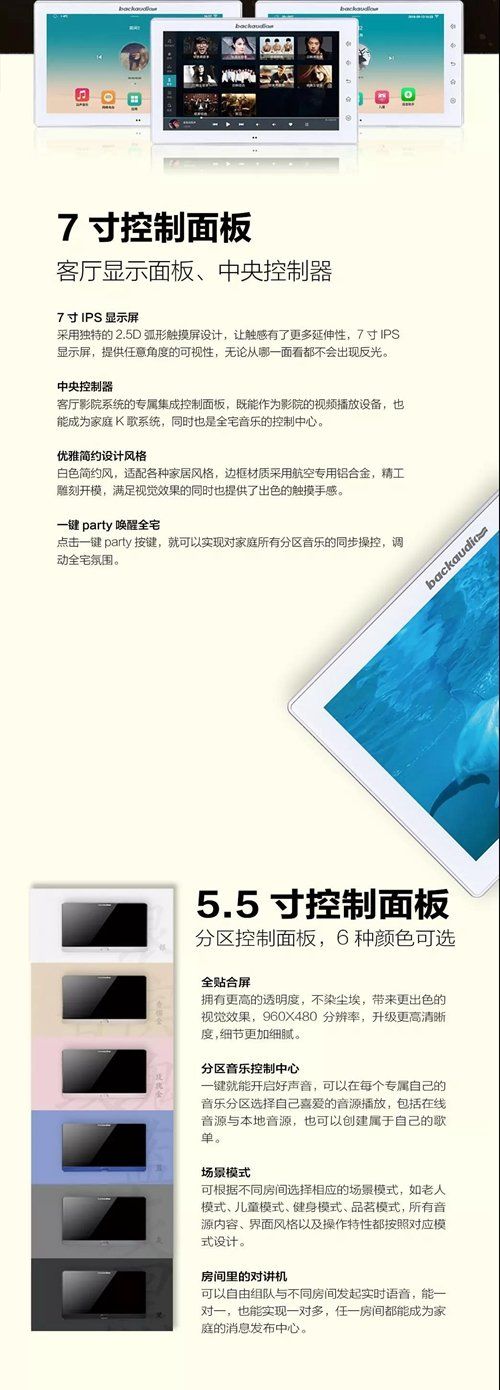 backaudio
7 寸控制面板
客厅显示面板、中央控制器
7 寸 IPS 显示屏
采用独特的 2.5D 弧形触摸屏设计，让触感有了更多延伸性，7 寸 IPS
显示屏，提供任意角度的可视性，无论从哪一面看都不会出现反光。
中央控制器
客厅影院系统的专属集成控制面板，既能作为影院的视频播放设备，也
能成为家庭 K 歌系统，同时也是全宅音乐的控制中心。
优雅简约设计风格
白色简约风，适配各种家居风格，边框材质采用航空专用铝合金，精工
雕刻开模，满足视觉效果的同时也提供了出色的触摸手感。
一键 party 唤醒全宅
点击一键 party 按键，就可以实现对家庭所有分区音乐的同步操控，调
动全宅氛围。
backaudio
5.5 寸控制面板
分区控制面板，6 种颜色可选
全贴合屏
拥有更高的透明度，不染尘埃，带来更出色的
视觉效果，960X480 分辨率，升级更高清晰
度,细节更加细腻。
分区音乐控制中心
一键就能开启好声音，可以在每个专属自己的
音乐分区选择自己喜爱的音源播放，包括在线
音源与本地音源，也可以创建属于自己的歌
单。
场景模式
可根据不同房间选择相应的场景模式，如老人
模式、儿童模式、健身模式、品茗模式，所有音
源内容、界面风格以及操作特性都按照对应模
式设计。
房间里的对讲机
可以自由组队与不同房间发起实时语音，能一
对一，也能实现一对多，任一房间都能成为家
庭的消息发布中心。